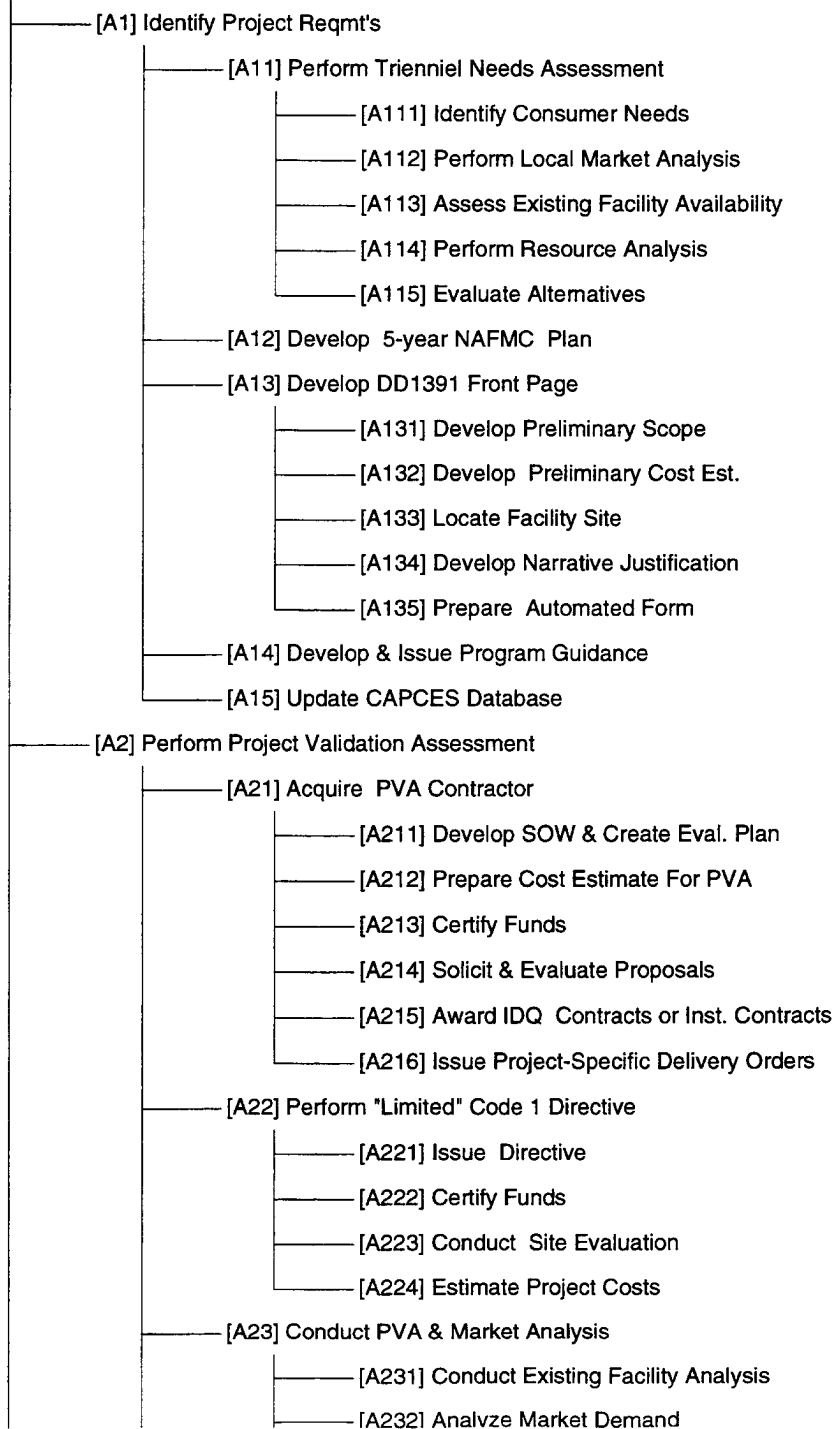 [A1] Identify Project Reqmt's
[A11] Perform Trienniel Needs Assessment
[A111] Identify Consumer Needs
[A112] Perform Local Market Analysis
[A113] Assess Existing Facility Availability
[A114] Perform Resource Analysis
[A115] Evaluate Alternatives
[A12] Develop 5-year NAFMC Plan
[A13] Develop DD1391 Front Page
[A131] Develop Preliminary Scope
[A132] Develop Preliminary Cost Est.
[A133] Locate Facility Site
[A134] Develop Narrative Justification
[A135] Prepare Automated Form
[A14] Develop & Issue Program Guidance
[A15] Update CAPCES Database
[A2] Perform Project Validation Assessment
[A21] Acquire PVA Contractor
[A211] Develop SOW & Create Eval. Plan
[A212] Prepare Cost Estimate For PVA
[A213] Certify Funds
[A214] Solicit & Evaluate Proposals
[A215] Award IDQ Contracts or Inst. Contracts
[A216] Issue Project-Specific Delivery Orders
[A22] Perform "Limited" Code 1 Directive
[A221] Issue Directive
[A222] Certify Funds
[A223] Conduct Site Evaluation
[A224] Estimate Project Costs
[A23] Conduct PVA & Market Analysis
[A231] Conduct Existing Facility Analysis
[A232] Analyze Market Demand